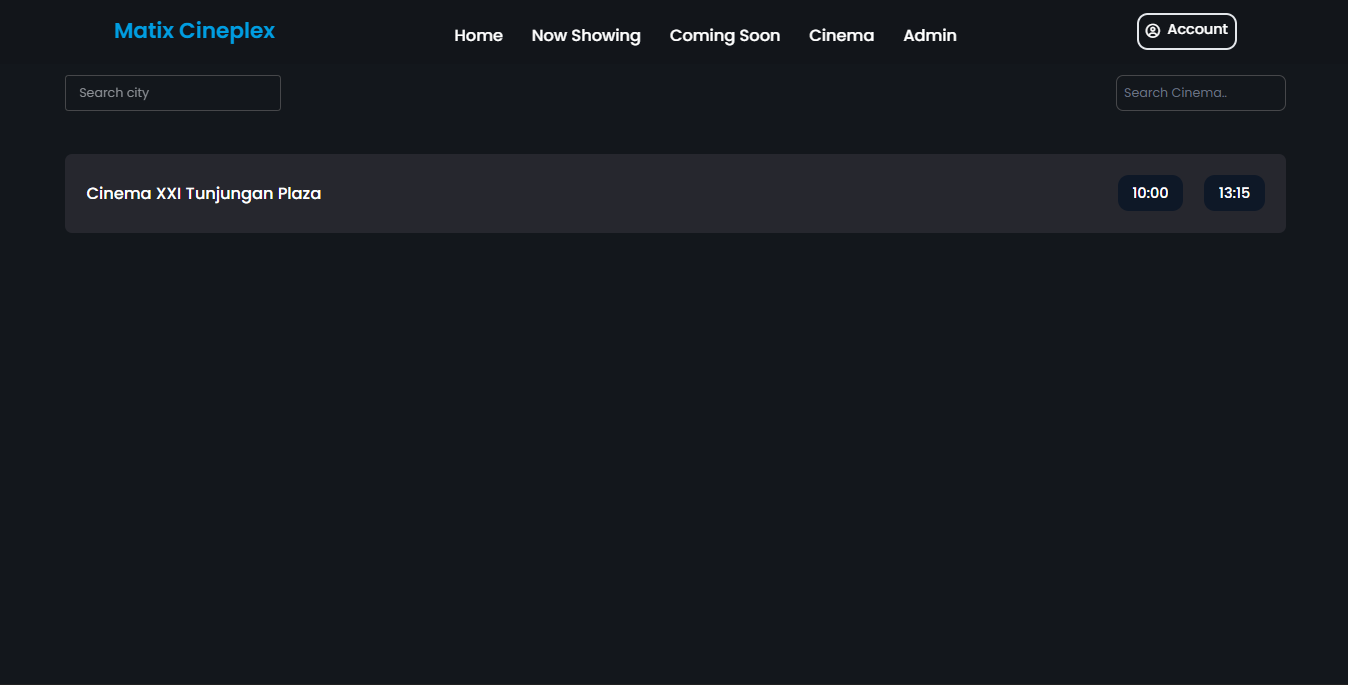 Matix Cineplex
Home Now Showing Coming Soon Cinema Admin
Account
Search city
Search Cinema..
Cinema XXI Tunjungan Plaza
10:00 13:15